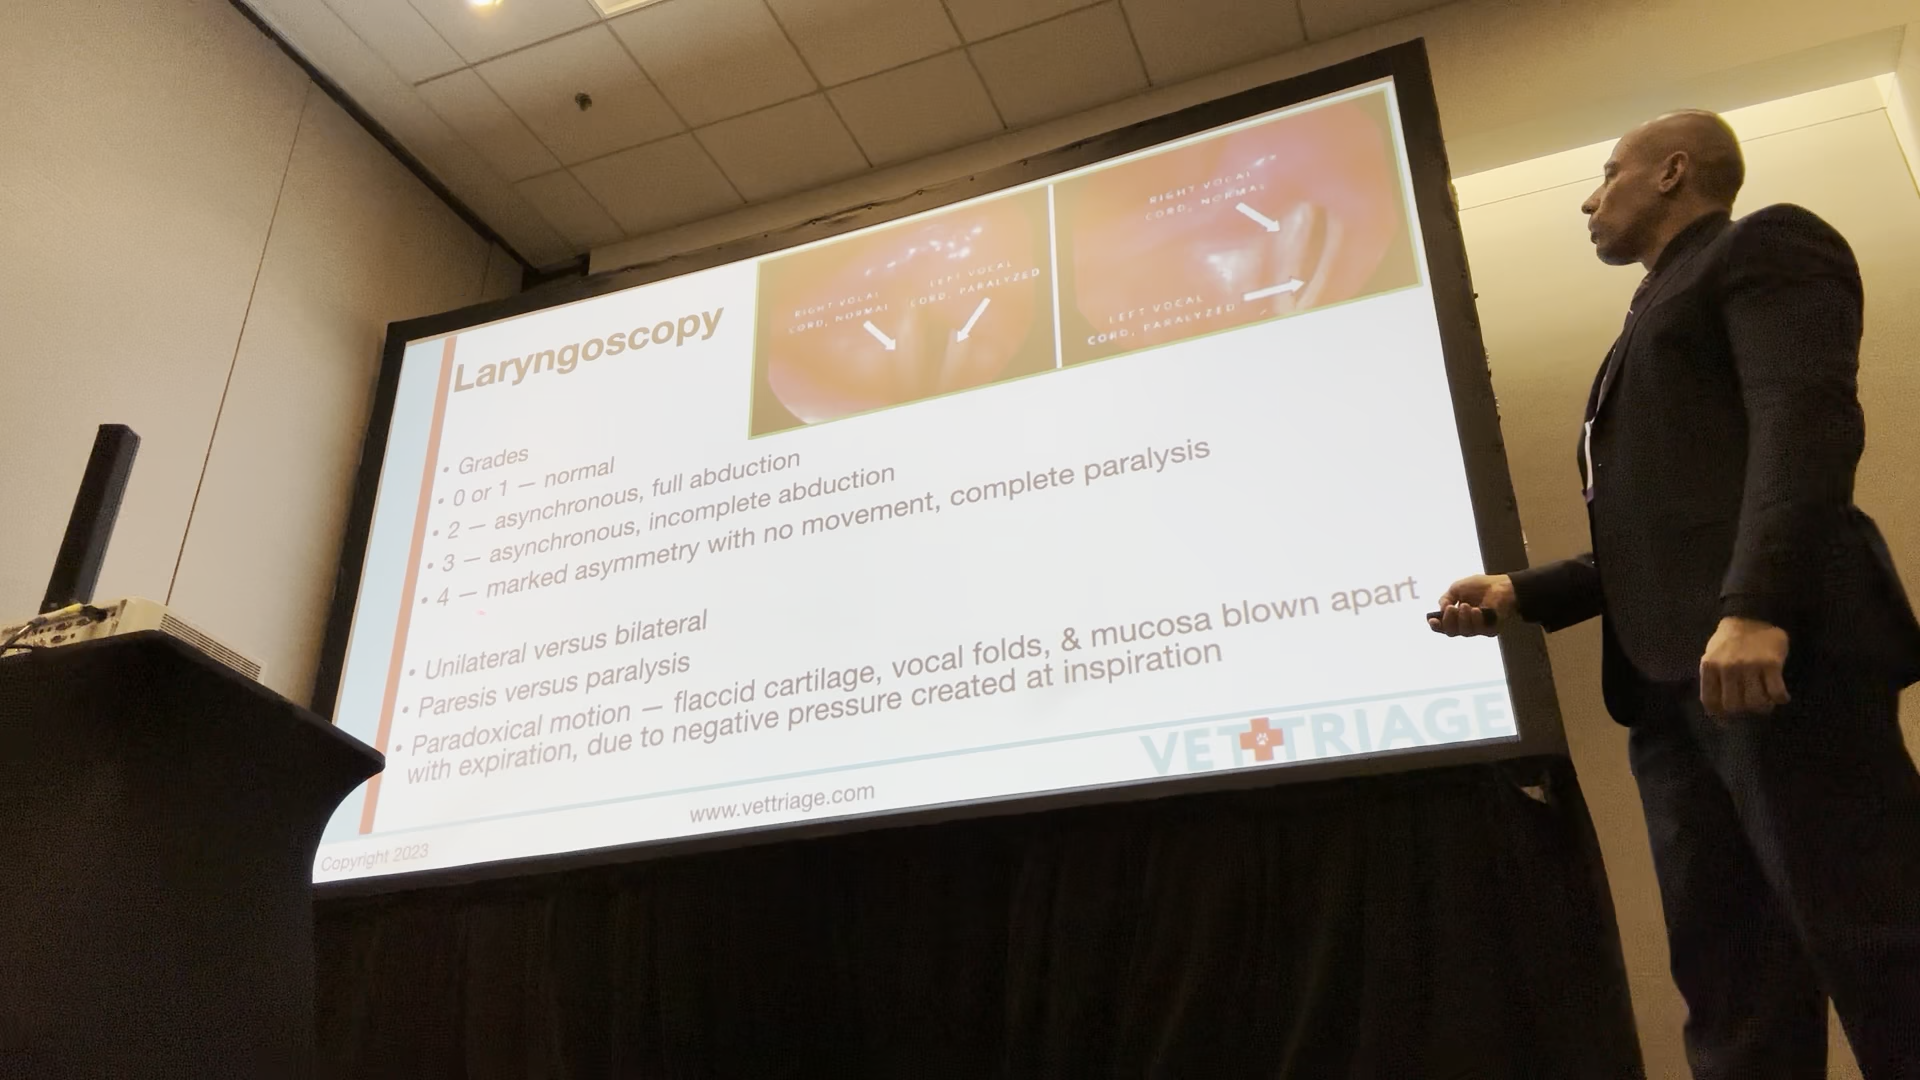 Laryngoscopy
RIGHT VOCAL
CORD, NORMAL
LEFT VOCAL
CORD, PARALYZED
RIGHT VOCAL
CORD, NORMAL
LEFT VOCAL
CORD, PARALYZED
• Grades
• 0 or 1 — normal
• 2 — asynchronous, full abduction
• 3 — asynchronous, incomplete abduction
• 4 — marked asymmetry with no movement, complete paralysis
• Unilateral versus bilateral
• Paresis versus paralysis
• Paradoxical motion — flaccid cartilage, vocal folds, & mucosa blown apart
with expiration, due to negative pressure created at inspiration
VET TRIAGE
www.vettriage.com
Copyright 2023